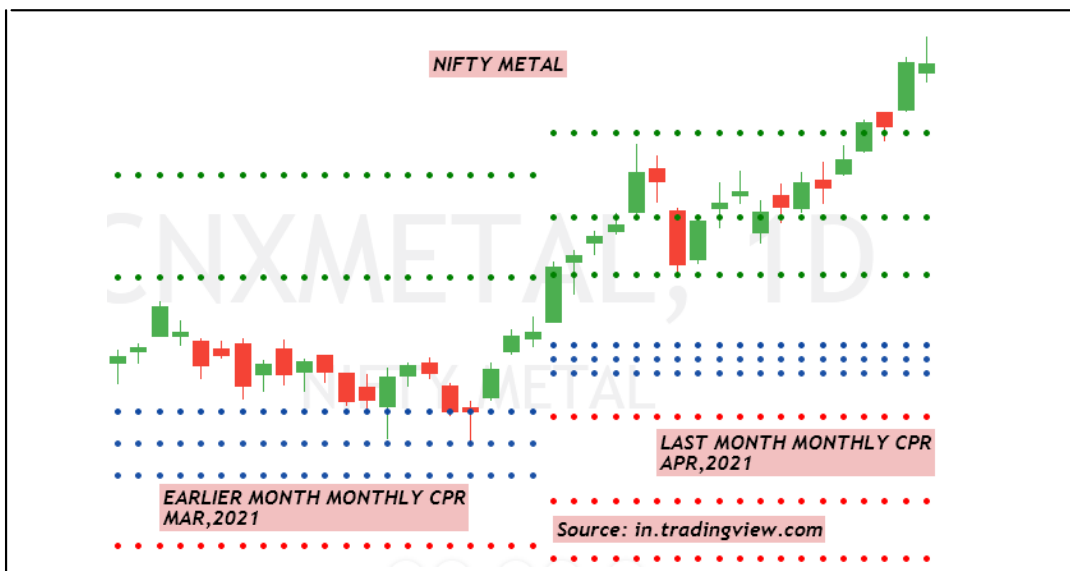 NIFTY METAL
CNXMETAL, 1D
NIFTY METAL
LAST MONTH MONTHLY CPR
APR,2021
EARLIER MONTH MONTHLY CPR
MAR,2021
Source: in.tradingview.com